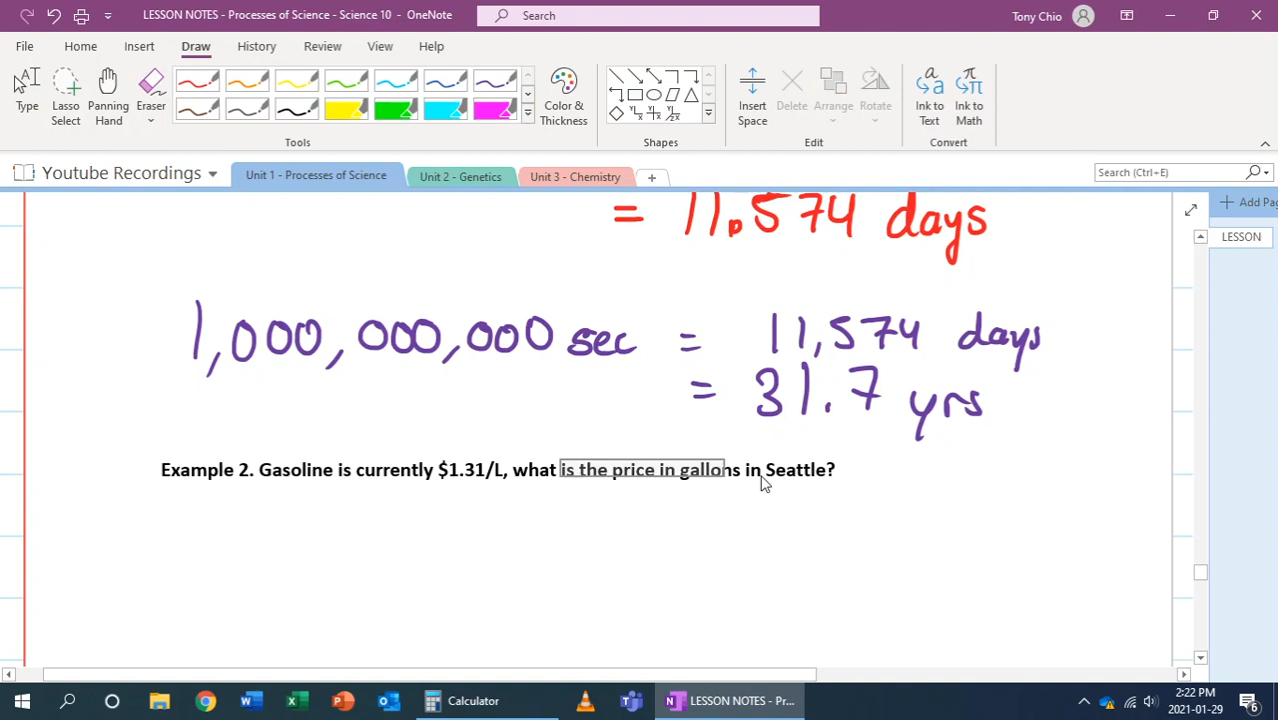 LESSON NOTES - Processes of Science - Science 10 - OneNote
Search
Tony Chio
File Home Insert Draw History Review View Help
Type
Lasso Select
Panning Hand
Eraser
Color & Thickness
Insert Space
Delete
Arrange
Rotate
Ink to Text
Ink to Math
Tools
Shapes
Edit
Convert
Youtube Recordings
Unit 1 - Processes of Science
Unit 2 - Genetics
Unit 3 - Chemistry
Search (Ctrl+E)
Add Pag
LESSON
= 11.574 days
1,000,000,000 sec = 11,574 days
= 31.7 yrs
Example 2. Gasoline is currently $1.31/L, what is the price in gallons in Seattle?
Calculator
LESSON NOTES - Pr...
2:22 PM
2021-01-29
6